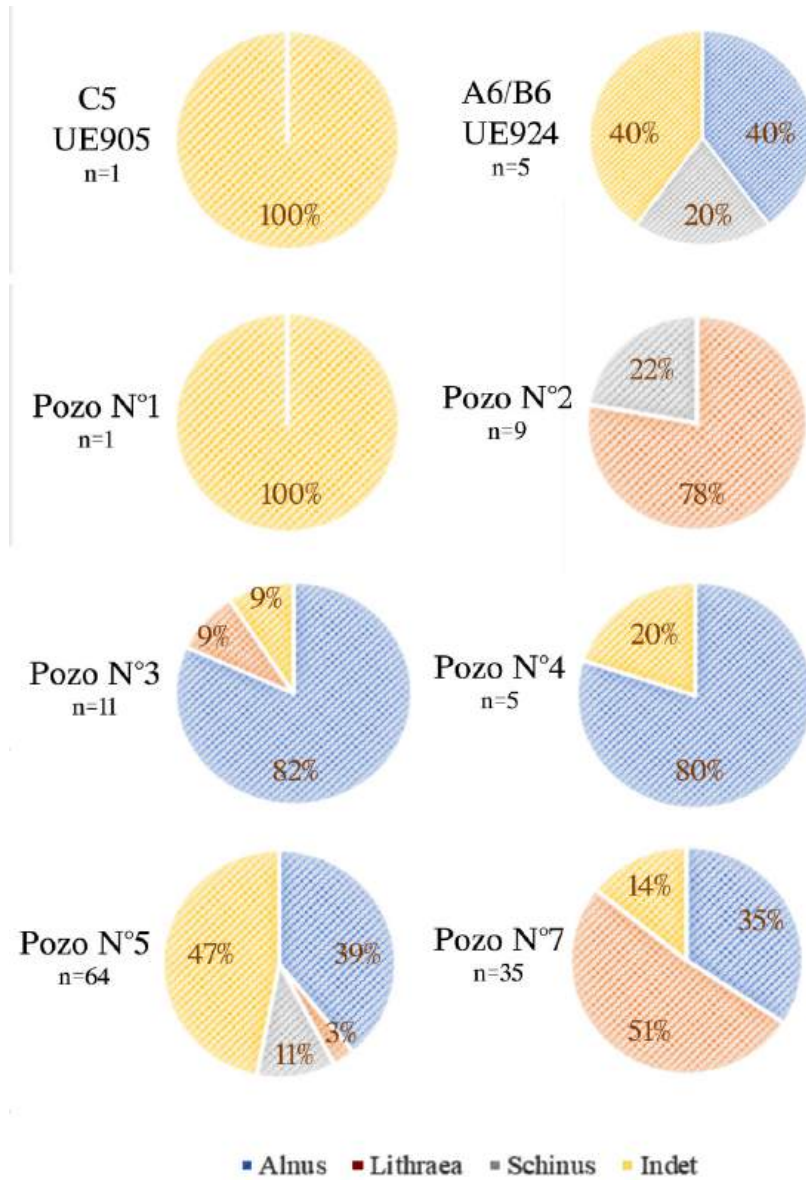 C5
UE905
n=1
100%
A6/B6
UE924
n=5
40%
40%
20%
Pozo N°1
n=1
100%
Pozo N°2
n=9
22%
78%
Pozo N°3
n=11
9%
9%
82%
Pozo N°4
n=5
20%
80%
Pozo N°5
n=64
47%
39%
3%
11%
Pozo N°7
n=35
14%
35%
51%
Alnus Lithraea Schinus Indet